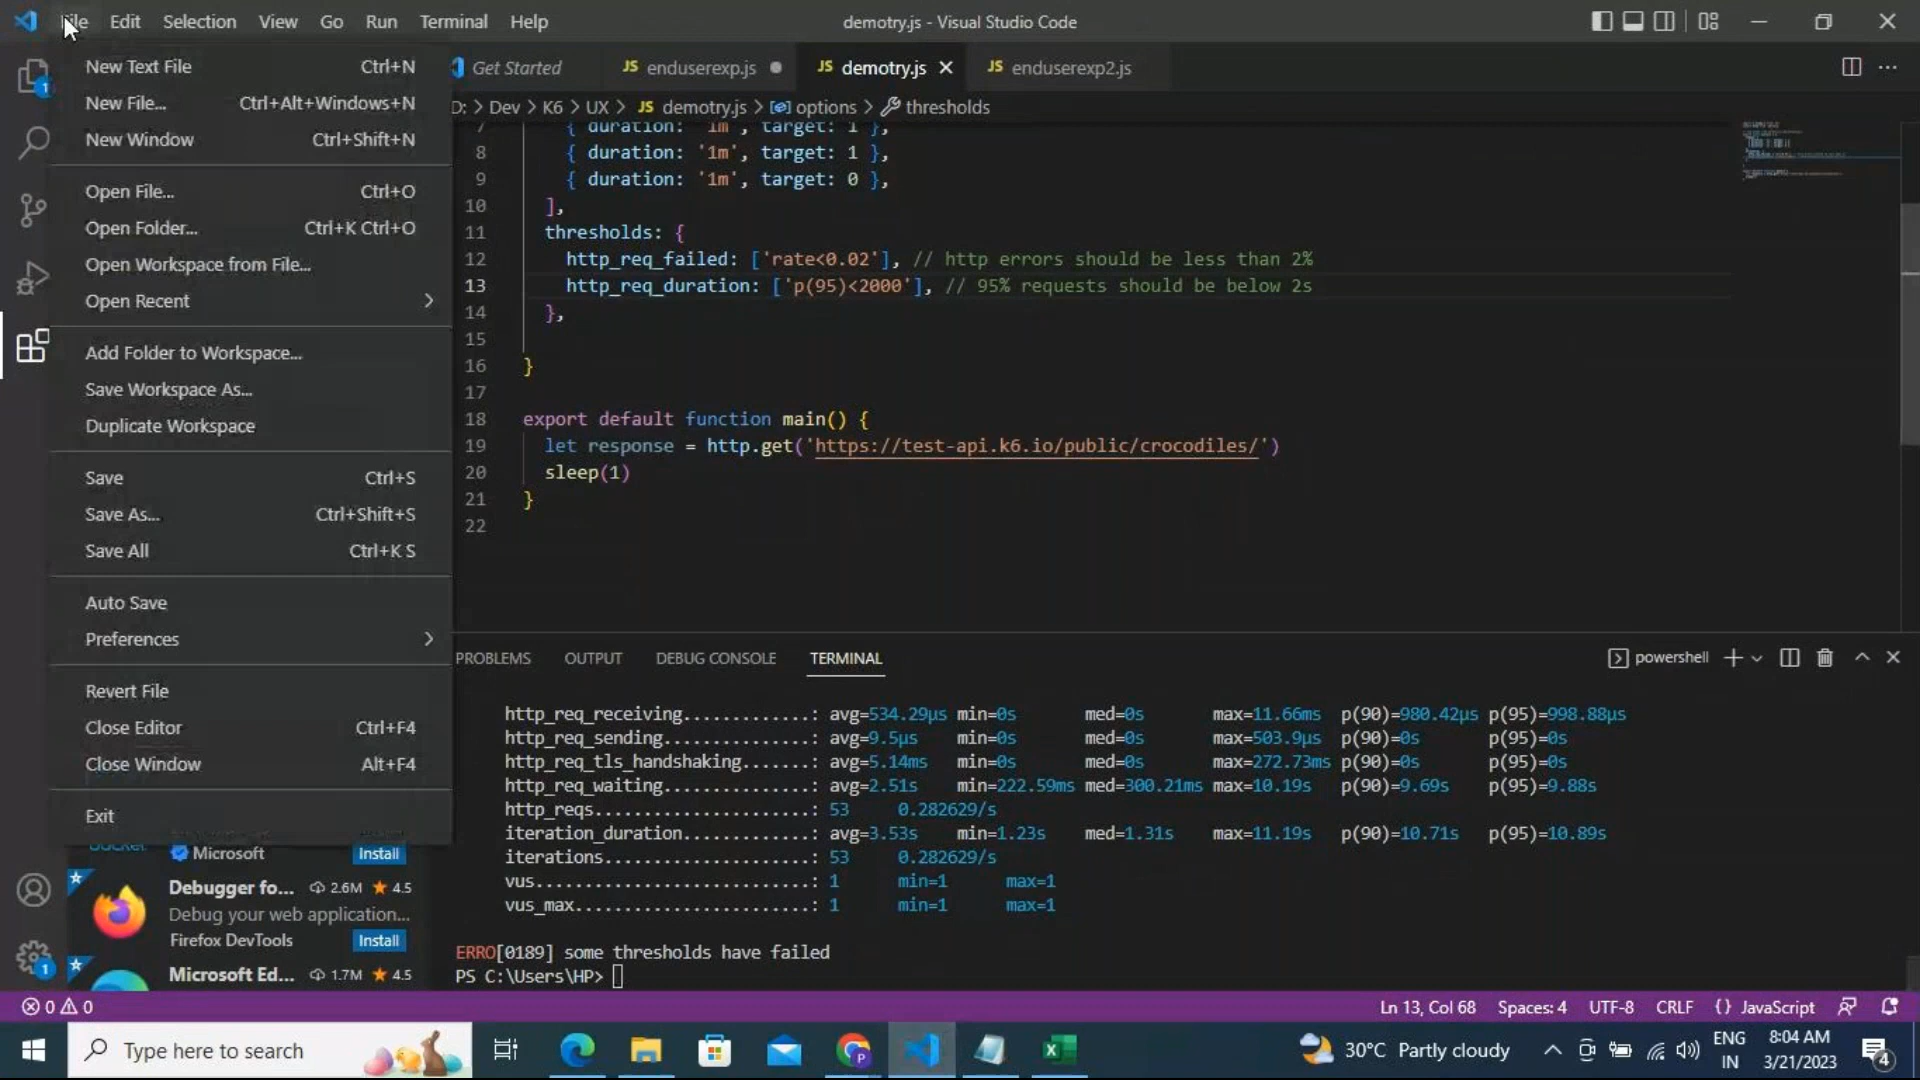 File Edit Selection View Go Run Terminal Help
demotry.js - Visual Studio Code
New Text File Ctrl+N
New File... Ctrl+Alt+Windows+N
New Window Ctrl+Shift+N
Open File... Ctrl+O
Open Folder... Ctrl+K Ctrl+O
Open Workspace from File...
Open Recent
Add Folder to Workspace...
Save Workspace As...
Duplicate Workspace
Save Ctrl+S
Save As... Ctrl+Shift+S
Save All Ctrl+K S
Auto Save
Preferences
Revert File
Close Editor Ctrl+F4
Close Window Alt+F4
Exit
Microsoft Install
Debugger fo... 2.6M ★ 4.5
Debug your web application...
Firefox DevTools Install
Microsoft Ed... 1.7M ★ 4.5
Get Started JS enduserexp.js ● JS demotry.js × JS enduserexp2.js
D: > Dev > K6 > UX > JS demotry.js > options > thresholds
7 { duration: '1m', target: 1 },
8 { duration: '1m', target: 1 },
9 { duration: '1m', target: 0 },
10 ],
11 thresholds: {
12 http_req_failed: ['rate<0.02'], // http errors should be less than 2%
13 http_req_duration: ['p(95)<2000'], // 95% requests should be below 2s
14 },
15
16 }
17
18 export default function main() {
19 let response = http.get('https://test-api.k6.io/public/crocodiles/')
20 sleep(1)
21 }
22
PROBLEMS OUTPUT DEBUG CONSOLE TERMINAL powershell
http_req_receiving.............: avg=534.29µs min=0s med=0s max=11.66ms p(90)=980.42µs p(95)=998.88µs
http_req_sending...............: avg=9.5µs min=0s med=0s max=503.9µs p(90)=0s p(95)=0s
http_req_tls_handshaking.......: avg=5.14ms min=0s med=0s max=272.73ms p(90)=0s p(95)=0s
http_req_waiting...............: avg=2.51s min=222.59ms med=300.21ms max=10.19s p(90)=9.69s p(95)=9.88s
http_reqs......................: 53 0.282629/s
iteration_duration.............: avg=3.53s min=1.23s med=1.31s max=11.19s p(90)=10.71s p(95)=10.89s
iterations.....................: 53 0.282629/s
vus............................: 1 min=1 max=1
vus_max........................: 1 min=1 max=1
ERRO[0189] some thresholds have failed
PS C:\Users\HP>
0 0 Ln 13, Col 68 Spaces: 4 UTF-8 CRLF {} JavaScript
Type here to search 30°C Partly cloudy ENG 8:04 AM
IN 3/21/2023 4